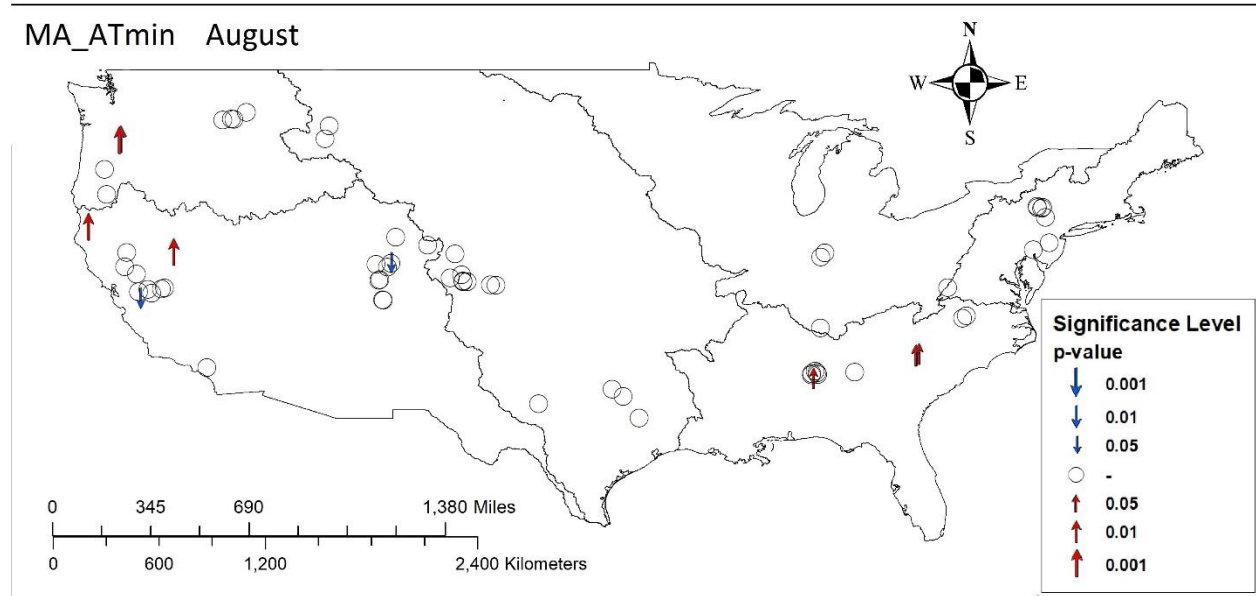 MA_ATmin August
N
W E
S
Significance Level
p-value
0.001
0.01
0.05
-
0.05
0.01
0.001
0 345 690 1,380 Miles
0 600 1,200 2,400 Kilometers